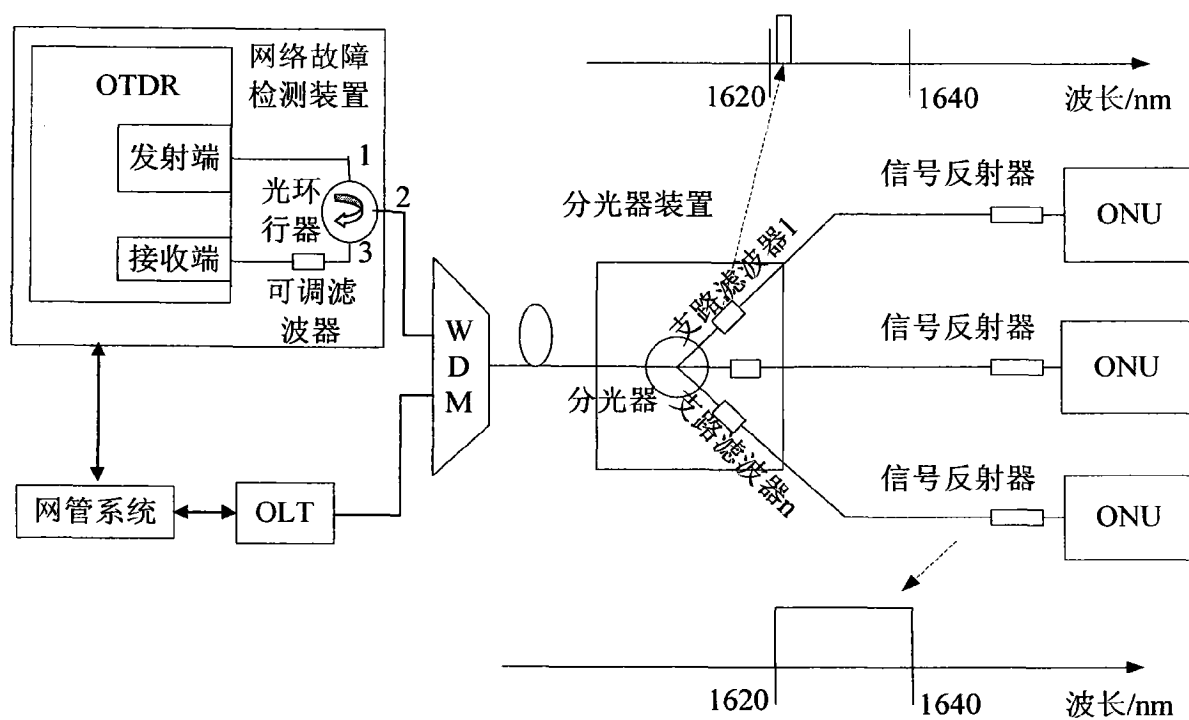 网络故障
检测装置
OTDR
发射端
接收端
光环
行器
可调滤
波器
1
2
3
网管系统
OLT
W
D
M
分光器装置
分光器
支路滤波器1
支路滤波器n
1620
1640
波长/nm
信号反射器
ONU
信号反射器
ONU
信号反射器
ONU
1620
1640
波长/nm